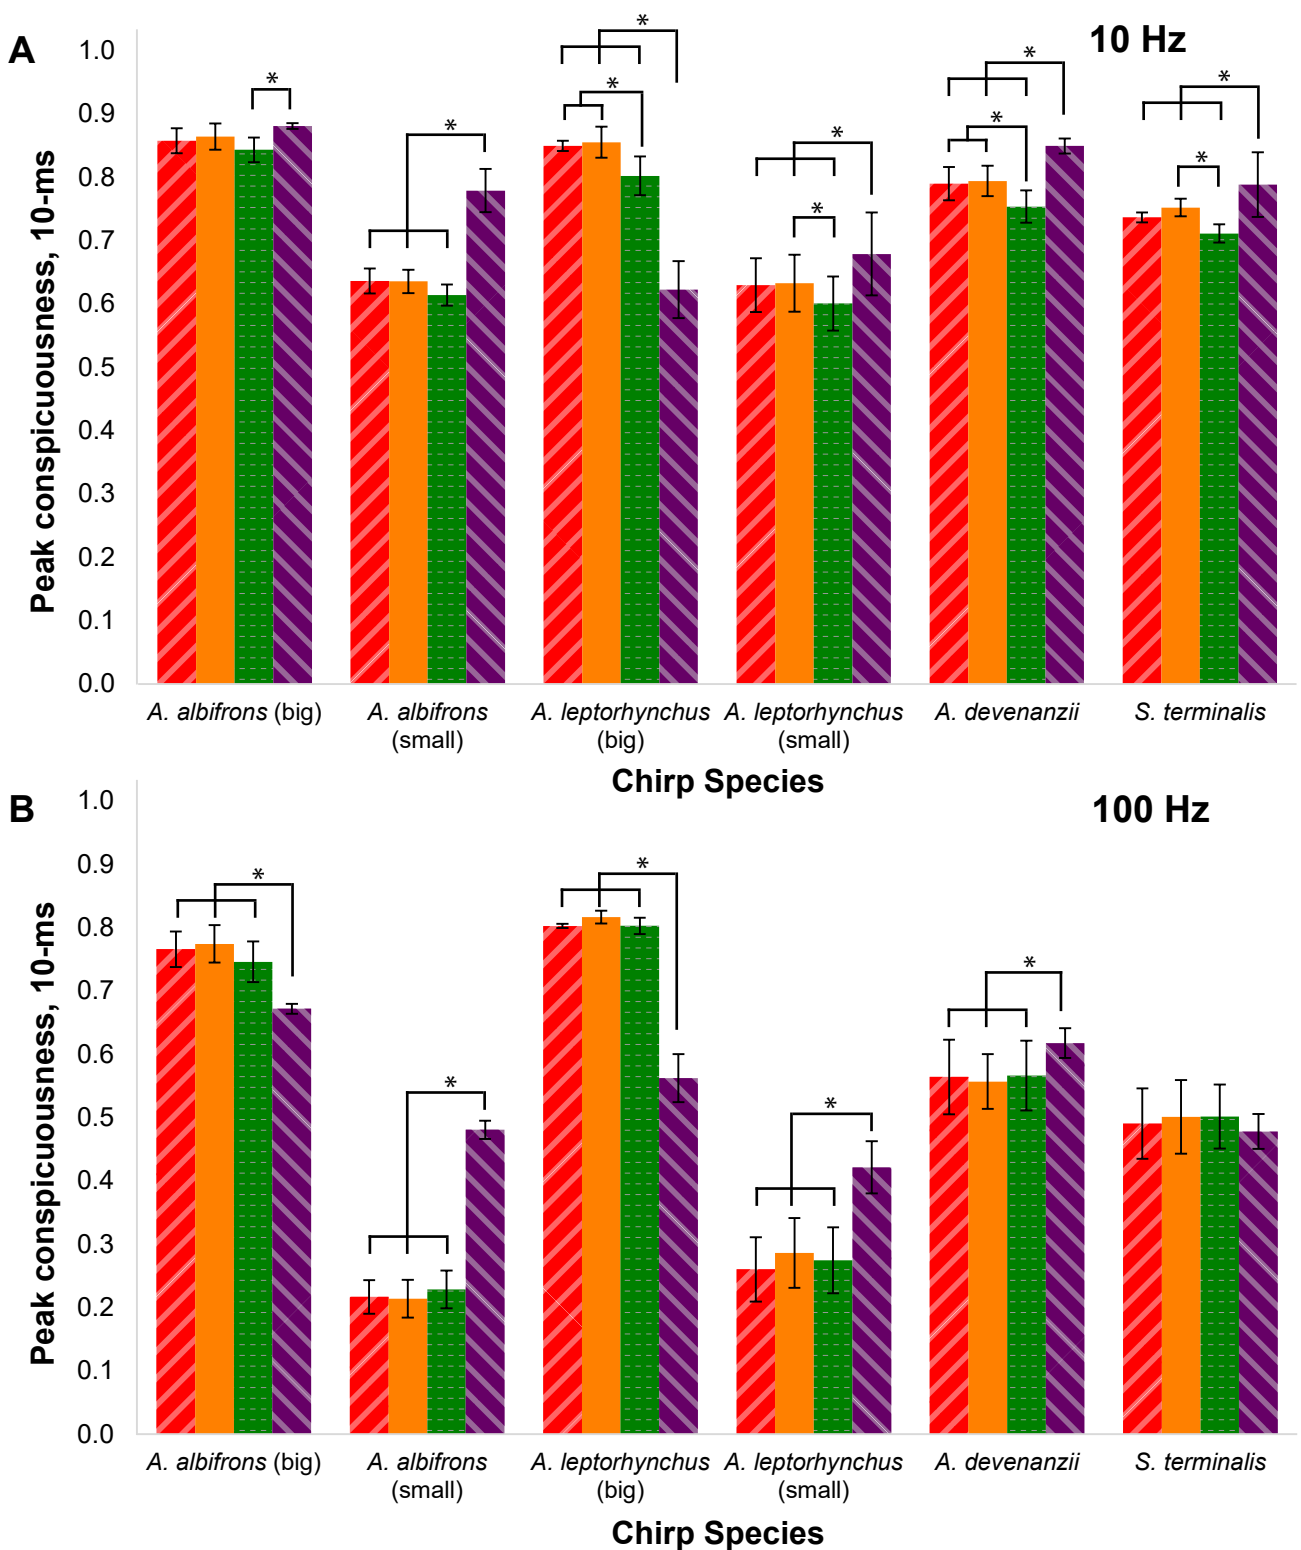 A
10 Hz
Peak conspicuousness, 10-ms
1.0
0.9
0.8
0.7
0.6
0.5
0.4
0.3
0.2
0.1
0.0
*
*
*
*
*
*
*
*
*
*
A. albifrons (big)
A. albifrons
(small)
A. leptorhynchus
(big)
A. leptorhynchus
(small)
A. devenanzii
S. terminalis
Chirp Species
B
100 Hz
Peak conspicuousness, 10-ms
1.0
0.9
0.8
0.7
0.6
0.5
0.4
0.3
0.2
0.1
0.0
*
*
*
*
*
A. albifrons (big)
A. albifrons
(small)
A. leptorhynchus
(big)
A. leptorhynchus
(small)
A. devenanzii
S. terminalis
Chirp Species